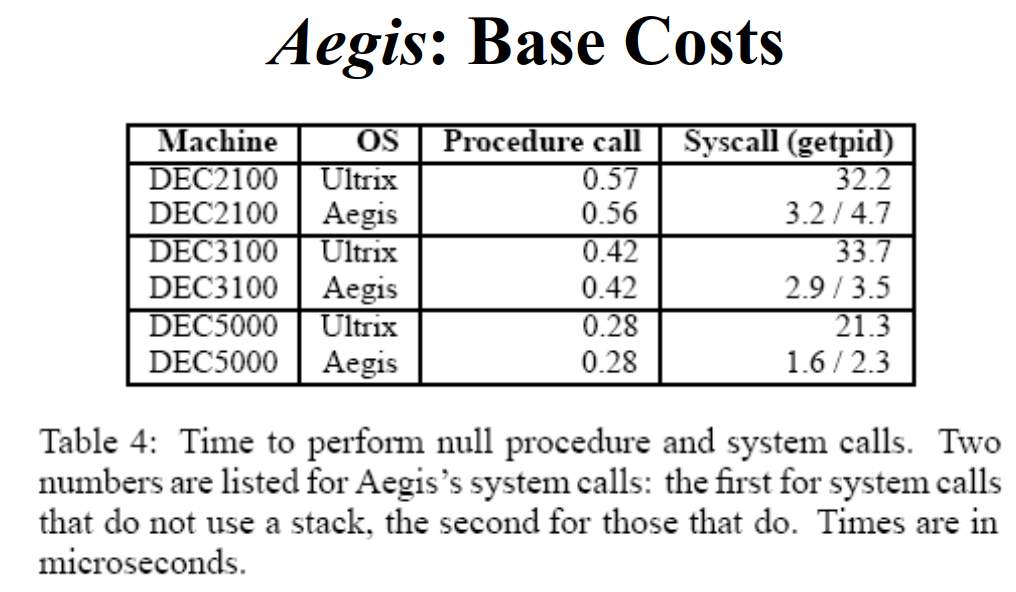 Aegis: Base Costs
Machine OS Procedure call Syscall (getpid)
DEC2100 Ultrix 0.57 32.2
DEC2100 Aegis 0.56 3.2 / 4.7
DEC3100 Ultrix 0.42 33.7
DEC3100 Aegis 0.42 2.9 / 3.5
DEC5000 Ultrix 0.28 21.3
DEC5000 Aegis 0.28 1.6 / 2.3
Table 4: Time to perform null procedure and system calls. Two
numbers are listed for Aegis's system calls: the first for system calls
that do not use a stack, the second for those that do. Times are in
microseconds.